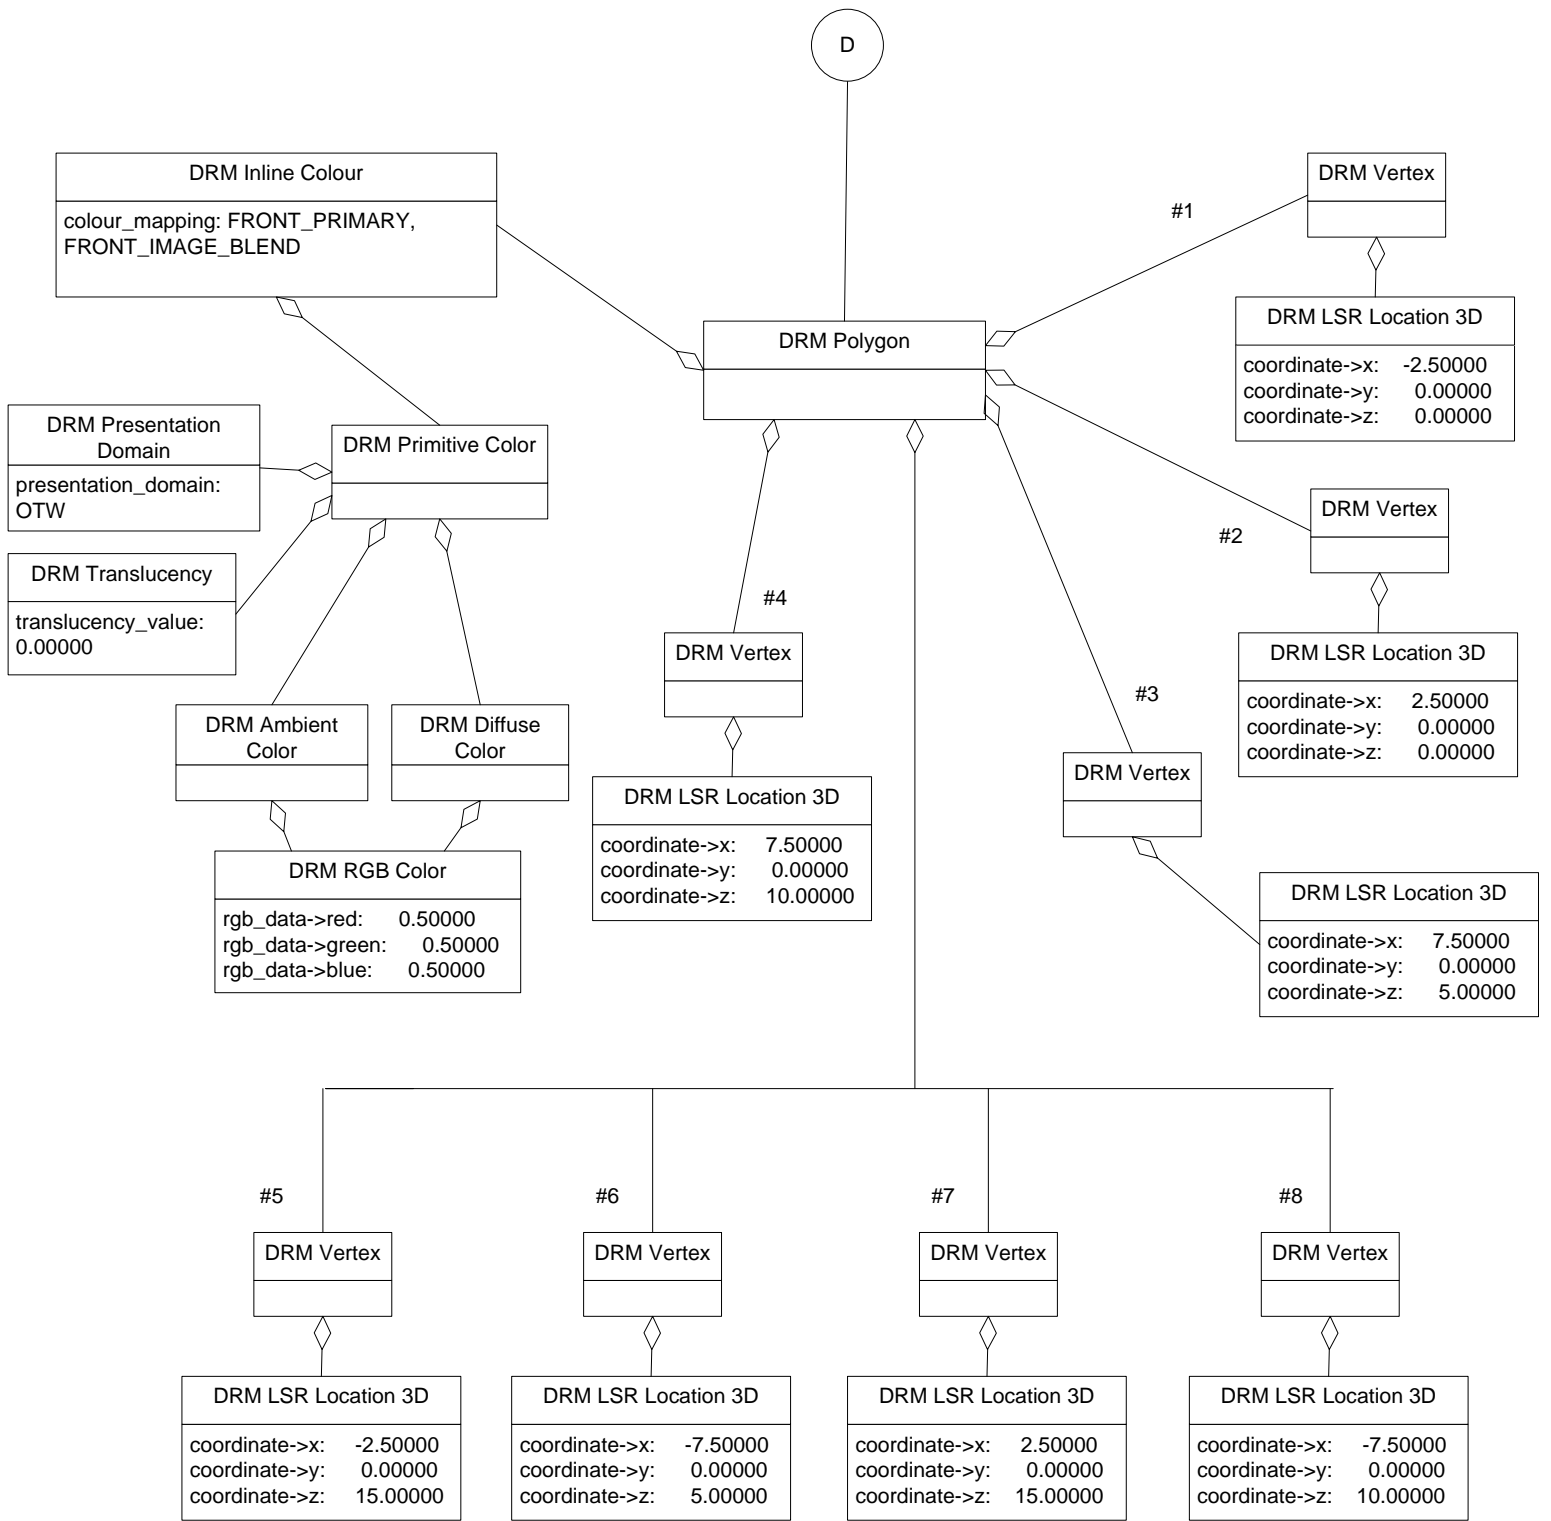 D
DRM Inline Colour
colour_mapping: FRONT_PRIMARY,
FRONT_IMAGE_BLEND
DRM Vertex
#1
DRM LSR Location 3D
coordinate->x: -2.50000
coordinate->y: 0.00000
coordinate->z: 0.00000
DRM Polygon
DRM Presentation
Domain
presentation_domain:
OTW
DRM Primitive Color
DRM Translucency
translucency_value:
0.00000
DRM Vertex
#2
DRM LSR Location 3D
coordinate->x: 2.50000
coordinate->y: 0.00000
coordinate->z: 0.00000
#4
DRM Vertex
DRM LSR Location 3D
coordinate->x: 7.50000
coordinate->y: 0.00000
coordinate->z: 10.00000
#3
DRM Vertex
DRM LSR Location 3D
coordinate->x: 7.50000
coordinate->y: 0.00000
coordinate->z: 5.00000
DRM Ambient
Color
DRM Diffuse
Color
DRM RGB Color
rgb_data->red: 0.50000
rgb_data->green: 0.50000
rgb_data->blue: 0.50000
#5
DRM Vertex
DRM LSR Location 3D
coordinate->x: -2.50000
coordinate->y: 0.00000
coordinate->z: 15.00000
#6
DRM Vertex
DRM LSR Location 3D
coordinate->x: -7.50000
coordinate->y: 0.00000
coordinate->z: 5.00000
#7
DRM Vertex
DRM LSR Location 3D
coordinate->x: 2.50000
coordinate->y: 0.00000
coordinate->z: 15.00000
#8
DRM Vertex
DRM LSR Location 3D
coordinate->x: -7.50000
coordinate->y: 0.00000
coordinate->z: 10.00000